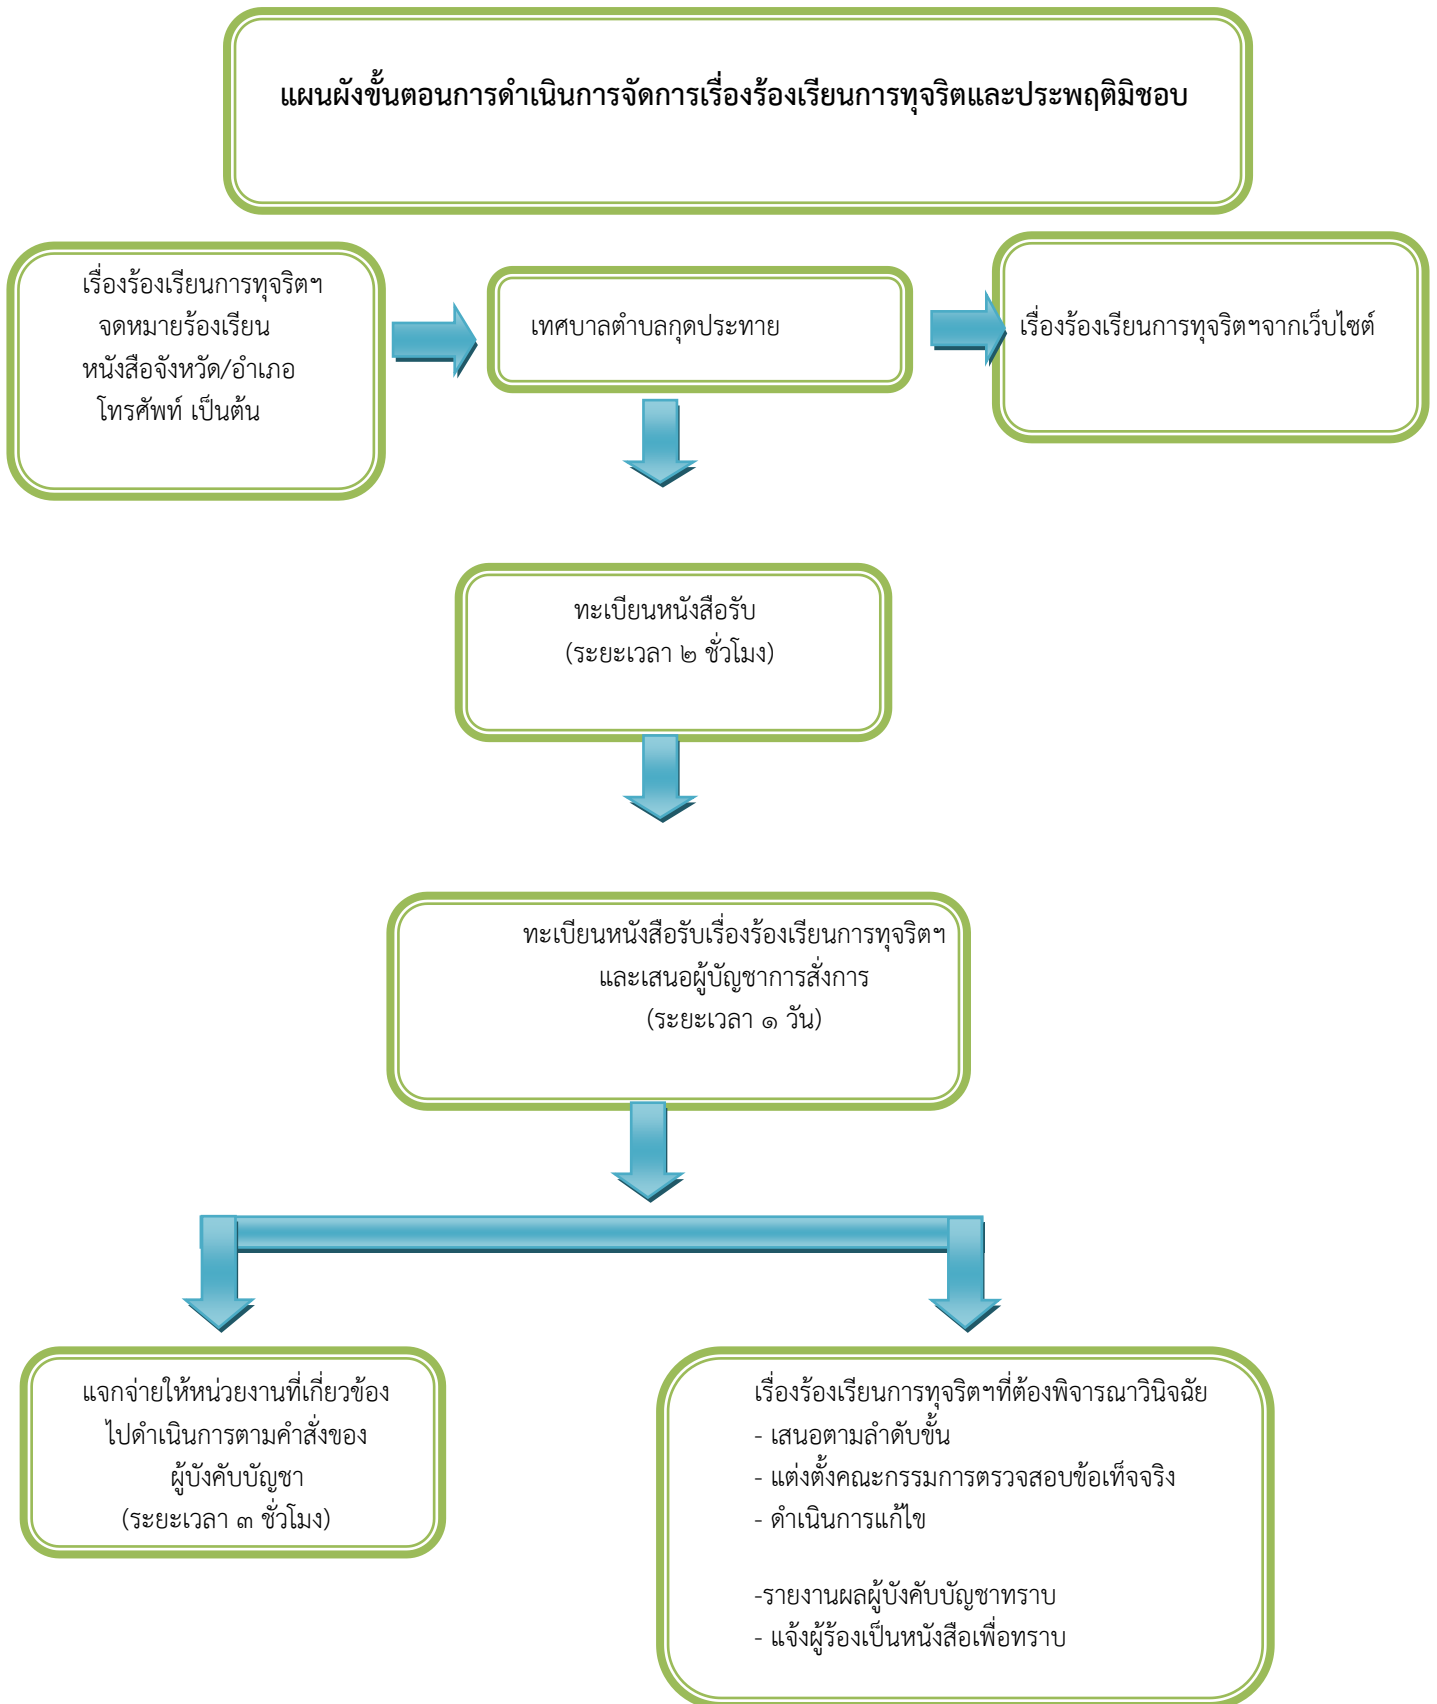 แผนผังขั้นตอนการดำเนินการจัดการเรื่องร้องเรียนการทุจริตและประพฤติมิชอบ
เรื่องร้องเรียนการทุจริตฯ
จดหมายร้องเรียน
หนังสือจังหวัด/อำเภอ
โทรศัพท์ เป็นต้น
เทศบาลตำบลกุดประทาย
เรื่องร้องเรียนการทุจริตฯจากเว็บไซต์
ทะเบียนหนังสือรับ
(ระยะเวลา ๒ ชั่วโมง)
ทะเบียนหนังสือรับเรื่องร้องเรียนการทุจริตฯ
และเสนอผู้บัญชาการสั่งการ
(ระยะเวลา ๑ วัน)
แจกจ่ายให้หน่วยงานที่เกี่ยวข้อง
ไปดำเนินการตามคำสั่งของ
ผู้บังคับบัญชา
(ระยะเวลา ๓ ชั่วโมง)
เรื่องร้องเรียนการทุจริตฯที่ต้องพิจารณาวินิจฉัย
- เสนอตามลำดับขั้น
- แต่งตั้งคณะกรรมการตรวจสอบข้อเท็จจริง
- ดำเนินการแก้ไข
-รายงานผลผู้บังคับบัญชาทราบ
- แจ้งผู้ร้องเป็นหนังสือเพื่อทราบ